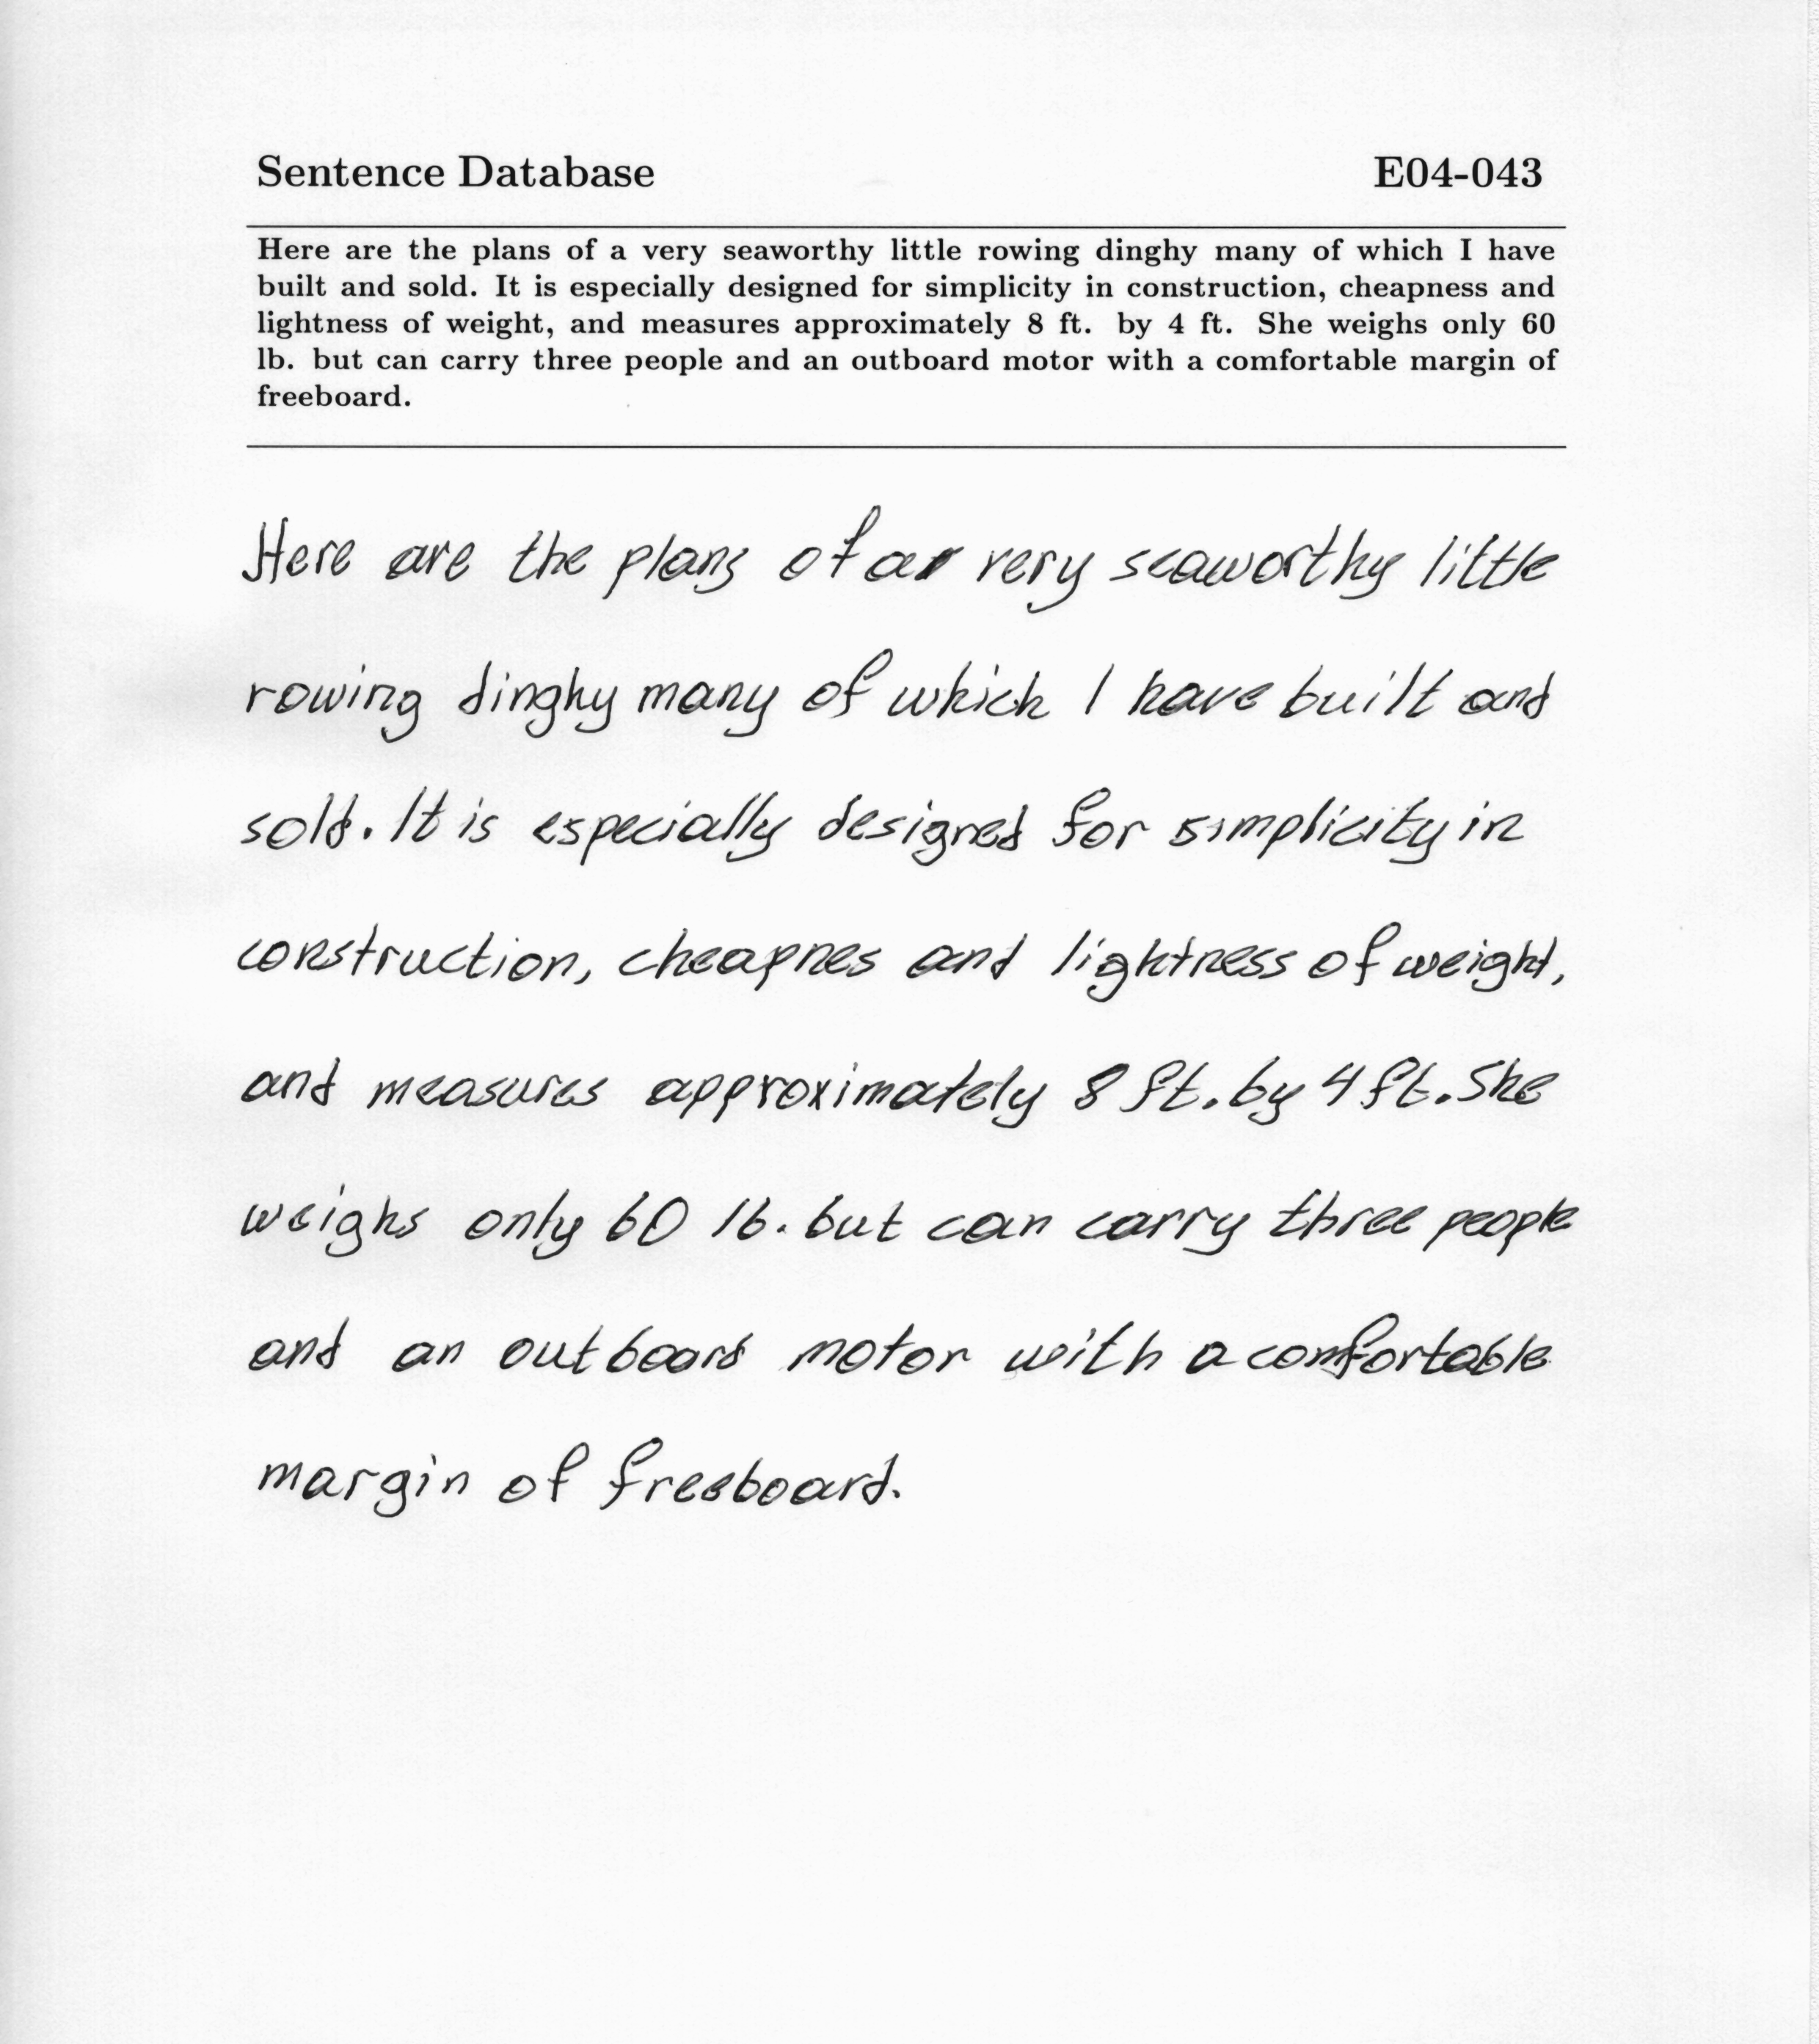 Sentence Database E04-043
Here are the plans of a very seaworthy little rowing dinghy many of which I have
built and sold. It is especially designed for simplicity in construction, cheapness and
lightness of weight, and measures approximately 8 ft. by 4 ft. She weighs only 60
lb. but can carry three people and an outboard motor with a comfortable margin of
freeboard.
Here are the plans of a very seaworthy little
rowing dinghy many of which I have built and
sold. It is especially designed for simplicity in
construction, cheapnes and lightness of weight,
and measures approximately 8 ft. by 4 ft. She
weighs only 60 lb. but can carry three people
and an outboard motor with a comfortable
margin of freeboard.